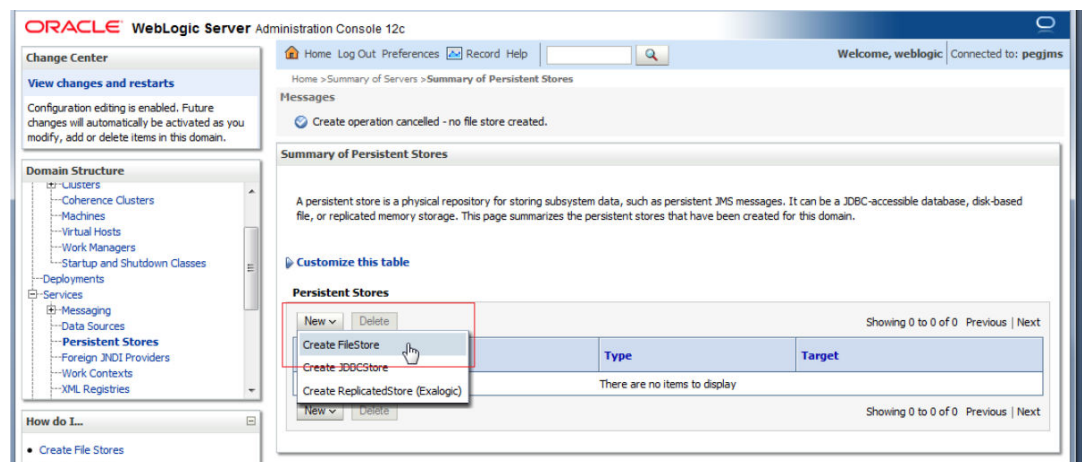 ORACLE WebLogic Server Administration Console 12c
Change Center
View changes and restarts
Configuration editing is enabled. Future
changes will automatically be activated as you
modify, add or delete items in this domain.
Domain Structure
Clusters
Coherence Clusters
Machines
Virtual Hosts
Work Managers
Startup and Shutdown Classes
Deployments
Services
Messaging
Data Sources
Persistent Stores
Foreign JNDI Providers
Work Contexts
XML Registries
How do I...
Create File Stores
Home Log Out Preferences Record Help
Welcome, weblogic Connected to: pegjms
Home >Summary of Servers >Summary of Persistent Stores
Messages
Create operation cancelled - no file store created.
Summary of Persistent Stores
A persistent store is a physical repository for storing subsystem data, such as persistent JMS messages. It can be a JDBC-accessible database, disk-based
file, or replicated memory storage. This page summarizes the persistent stores that have been created for this domain.
Customize this table
Persistent Stores
New Delete
Showing 0 to 0 of 0 Previous | Next
Create FileStore
Create JDBCStore
Create ReplicatedStore (Exalogic)
Type Target
There are no items to display
New Delete
Showing 0 to 0 of 0 Previous | Next